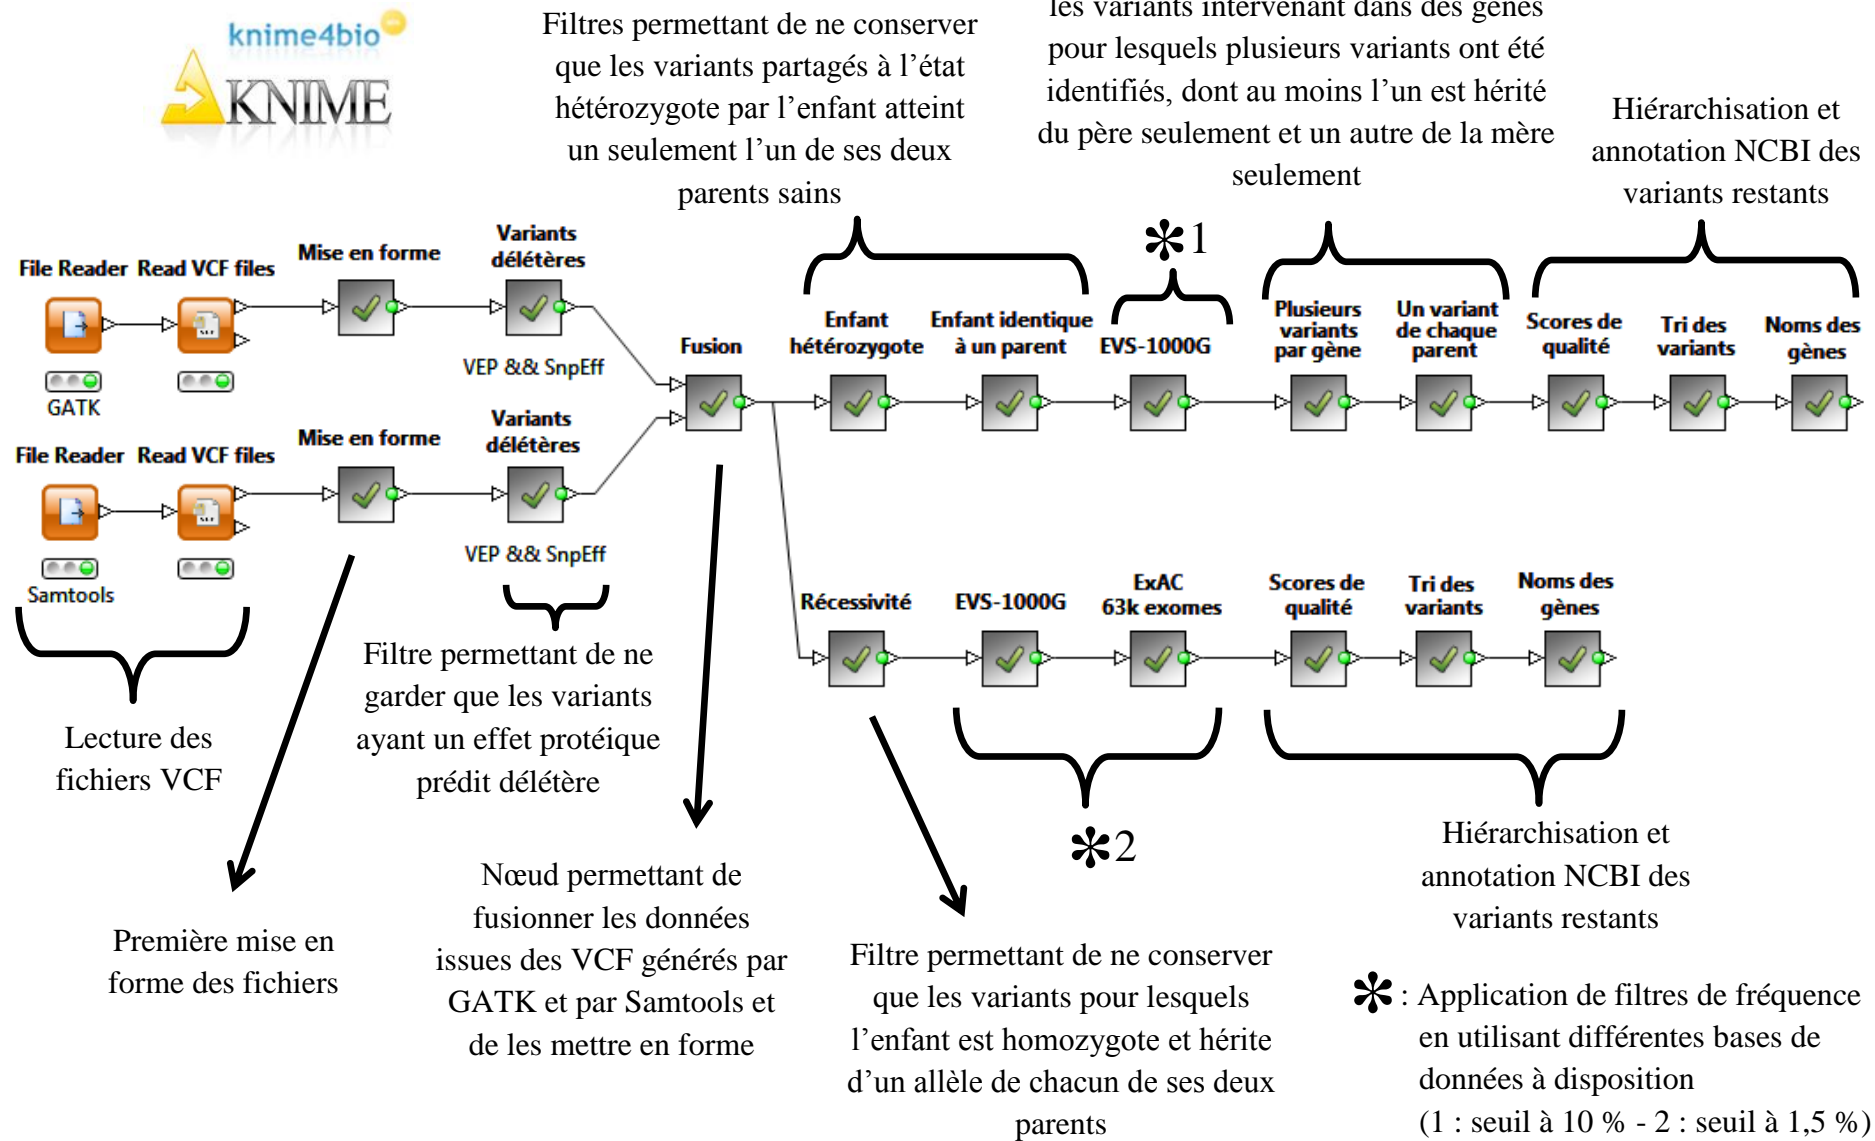 knime4bio
KNIME
Filtres permettant de ne conserver
que les variants partagés à l'état
hétérozygote par l'enfant atteint
un seulement l'un de ses deux
parents sains
les variants intervenant dans des gènes
pour lesquels plusieurs variants ont été
identifiés, dont au moins l'un est hérité
du père seulement et un autre de la mère
seulement
Hiérarchisation et
annotation NCBI des
variants restants
✻1
File Reader
Read VCF files
Mise en forme
Variants
délétères
VEP && SnpEff
GATK
Fusion
Enfant
hétérozygote
Enfant identique
à un parent
EVS-1000G
Plusieurs
variants
par gène
Un variant
de chaque
parent
Scores de
qualité
Tri des
variants
Noms des
gènes
File Reader
Read VCF files
Mise en forme
Variants
délétères
VEP && SnpEff
Samtools
Récessivité
EVS-1000G
ExAC
63k exomes
Scores de
qualité
Tri des
variants
Noms des
gènes
Lecture des
fichiers VCF
Filtre permettant de ne
garder que les variants
ayant un effet protéique
prédit délétère
✻2
Hiérarchisation et
annotation NCBI des
variants restants
Première mise en
forme des fichiers
Nœud permettant de
fusionner les données
issues des VCF générés par
GATK et par Samtools et
de les mettre en forme
Filtre permettant de ne conserver
que les variants pour lesquels
l'enfant est homozygote et hérite
d'un allèle de chacun de ses deux
parents
✻ : Application de filtres de fréquence
en utilisant différentes bases de
données à disposition
(1 : seuil à 10 % - 2 : seuil à 1,5 %)